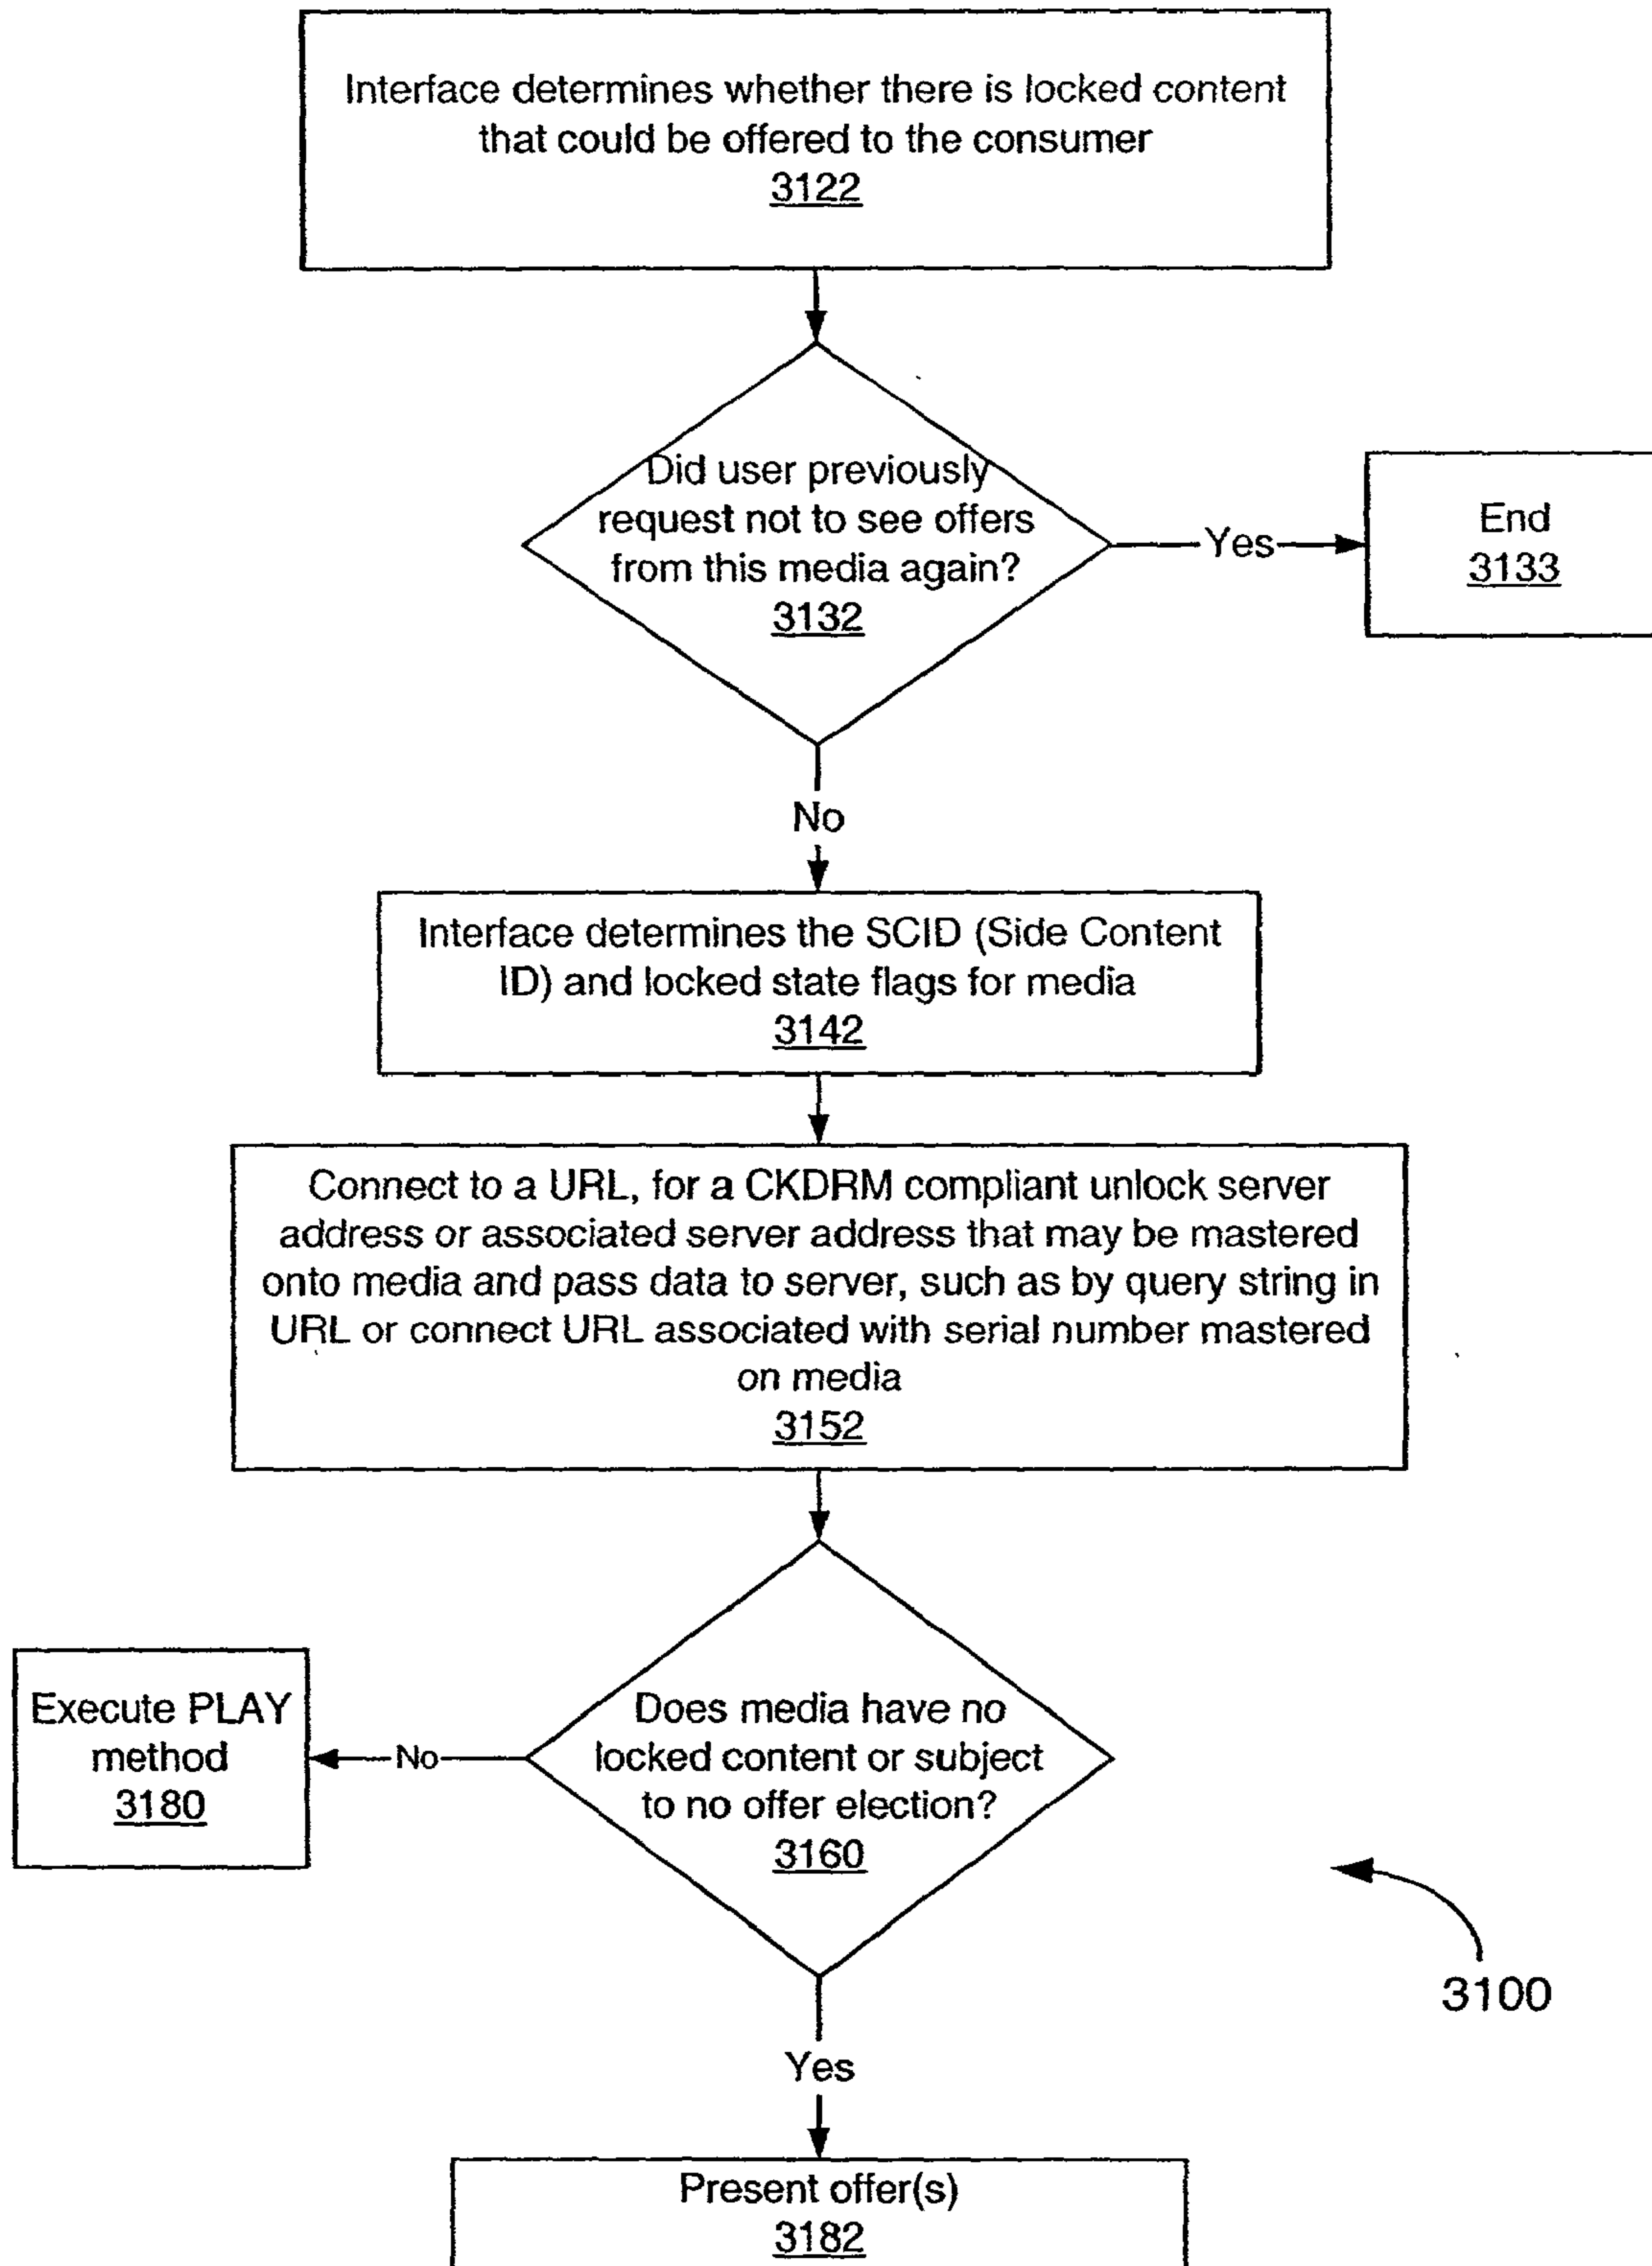 Interface determines whether there is locked content
that could be offered to the consumer
3122
Did user previously
request not to see offers
from this media again?
3132
Yes
End
3133
No
Interface determines the SCID (Side Content
ID) and locked state flags for media
3142
Connect to a URL, for a CKDRM compliant unlock server
address or associated server address that may be mastered
onto media and pass data to server, such as by query string in
URL or connect URL associated with serial number mastered
on media
3152
Does media have no
locked content or subject
to no offer election?
3160
No
Execute PLAY
method
3180
3100
Yes
Present offer(s)
3182